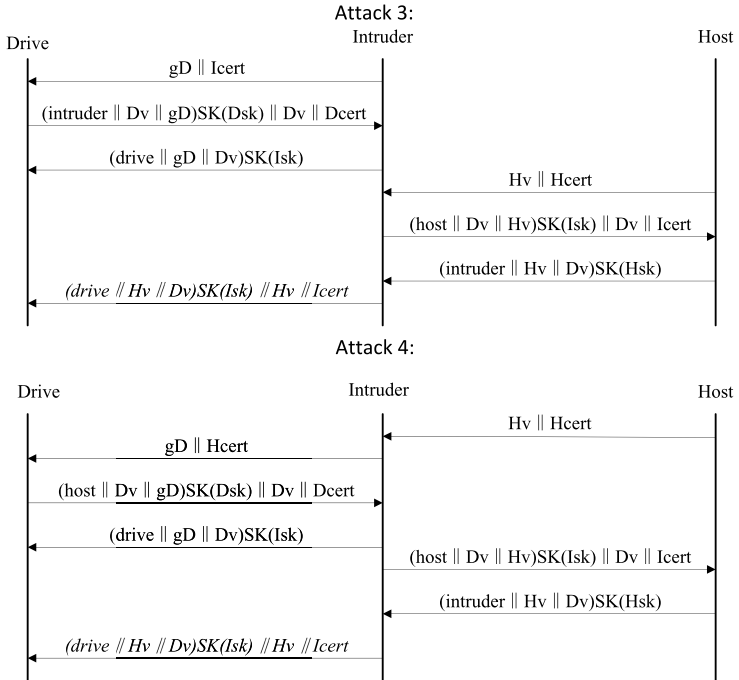 Attack 3:
Drive Intruder Host
gD || Icert
(intruder || Dv || gD)SK(Dsk) || Dv || Dcert
(drive || gD || Dv)SK(Isk)
Hv || Hcert
(host || Dv || Hv)SK(Isk) || Dv || Icert
(intruder || Hv || Dv)SK(Hsk)
(drive || Hv || Dv)SK(Isk) || Hv || Icert
Attack 4:
Drive Intruder Host
Hv || Hcert
gD || Hcert
(host || Dv || gD)SK(Dsk) || Dv || Dcert
(drive || gD || Dv)SK(Isk)
(host || Dv || Hv)SK(Isk) || Dv || Icert
(intruder || Hv || Dv)SK(Hsk)
(drive || Hv || Dv)SK(Isk) || Hv || Icert